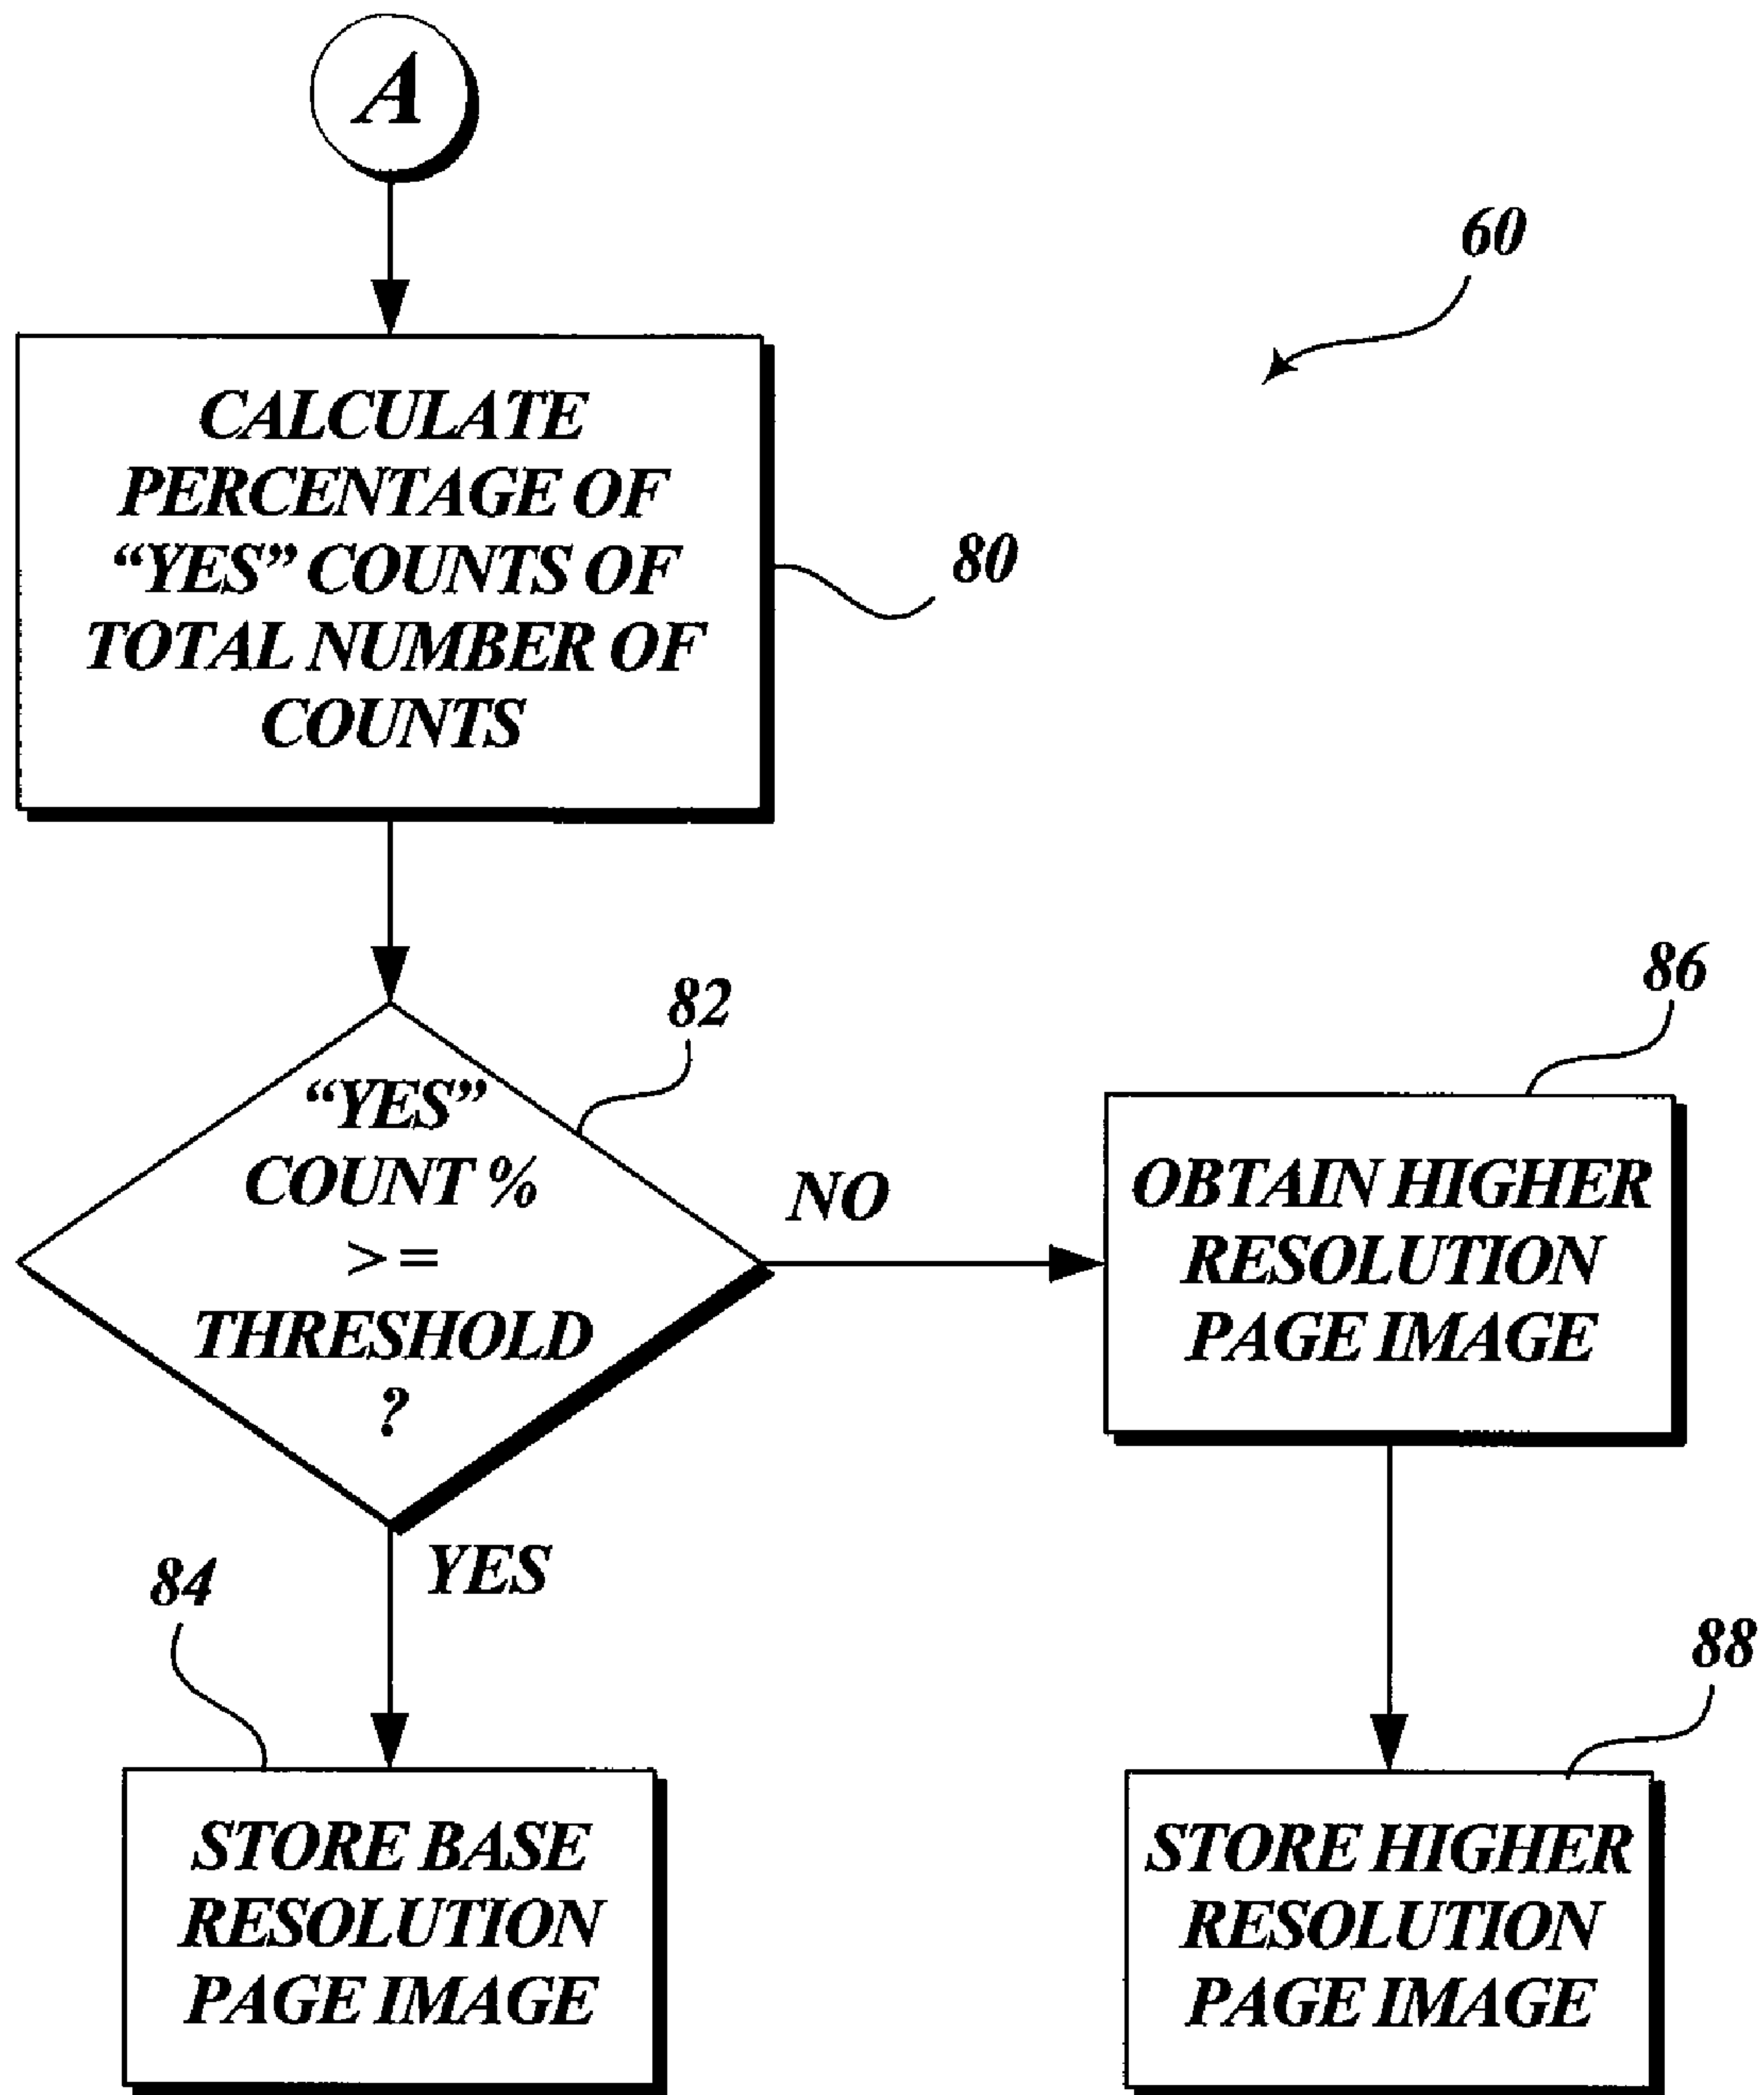 A
60
CALCULATE
PERCENTAGE OF
“YES” COUNTS OF
TOTAL NUMBER OF
COUNTS
80
82
“YES”
COUNT %
>=
THRESHOLD
?
NO
86
OBTAIN HIGHER
RESOLUTION
PAGE IMAGE
YES
84
STORE BASE
RESOLUTION
PAGE IMAGE
88
STORE HIGHER
RESOLUTION
PAGE IMAGE